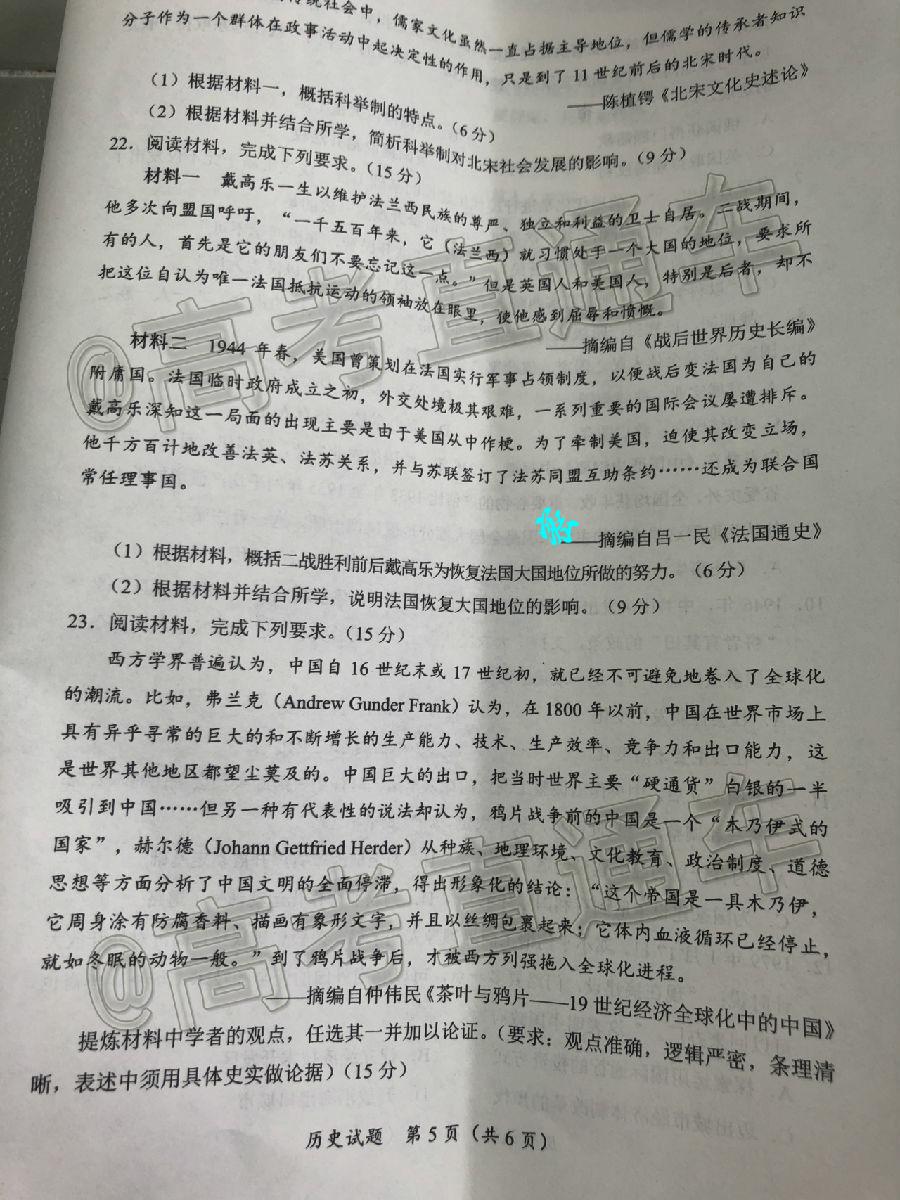 传统社会中，儒家文化虽然一直占据主导地位，但儒学的传承者知识
分子作为一个群体在政事活动中起决定性的作用，只是到了11世纪前后的北宋时代。
——陈植锷《北宋文化史述论》
（1）根据材料一，概括科举制的特点。（6分）
（2）根据材料并结合所学，简析科举制对北宋社会发展的影响。（9分）
22．阅读材料，完成下列要求。（15分）
材料一 戴高乐一生以维护法兰西民族的尊严、独立和利益的卫士自居。二战期间，
他多次向盟国呼吁，“一千五百年来，它（法兰西）就习惯处于一个大国的地位，要求所
有的人，首先是它的朋友们不要忘记这一点。”但是英国人和美国人，特别是后者，却不
把这位自认为唯一法国抵抗运动的领袖放在眼里，使他感到屈辱和愤慨。
——摘编自《战后世界历史长编》
材料二 1944年春，美国曾策划在法国实行军事占领制度，以便战后变法国为自己的
附庸国。法国临时政府成立之初，外交处境极其艰难，一系列重要的国际会议屡遭排斥。
戴高乐深知这一局面的出现主要是由于美国从中作梗。为了牵制美国，迫使其改变立场，
他千方百计地改善法英、法苏关系，并与苏联签订了法苏同盟互助条约……还成为联合国
常任理事国。
——摘编自吕一民《法国通史》
（1）根据材料，概括二战胜利前后戴高乐为恢复法国大国地位所做的努力。（6分）
（2）根据材料并结合所学，说明法国恢复大国地位的影响。（9分）
23．阅读材料，完成下列要求。（15分）
西方学界普遍认为，中国自16世纪末或17世纪初，就已经不可避免地卷入了全球化
的潮流。比如，弗兰克（Andrew Gunder Frank）认为，在1800年以前，中国在世界市场上
具有异乎寻常的巨大的和不断增长的生产能力、技术、生产效率、竞争力和出口能力，这
是世界其他地区都望尘莫及的。中国巨大的出口，把当时世界主要“硬通货”白银的一半
吸引到中国……但另一种有代表性的说法却认为，鸦片战争前的中国是一个“木乃伊式的
国家”，赫尔德（Johann Gettfried Herder）从种族、地理环境、文化教育、政治制度、道德
思想等方面分析了中国文明的全面停滞，得出形象化的结论：“这个帝国是一具木乃伊，
它周身涂有防腐香料、描画有象形文字，并且以丝绸包裹起来；它体内血液循环已经停止，
就如冬眠的动物一般。”到了鸦片战争后，才被西方列强拖入全球化进程。
——摘编自仲伟民《茶叶与鸦片——19世纪经济全球化中的中国》
提炼材料中学者的观点，任选其一并加以论证。（要求：观点准确，逻辑严密，条理清
晰，表述中须用具体史实做论据）（15分）
历史试题 第5页（共6页）
@高考直通车
@高考直通车